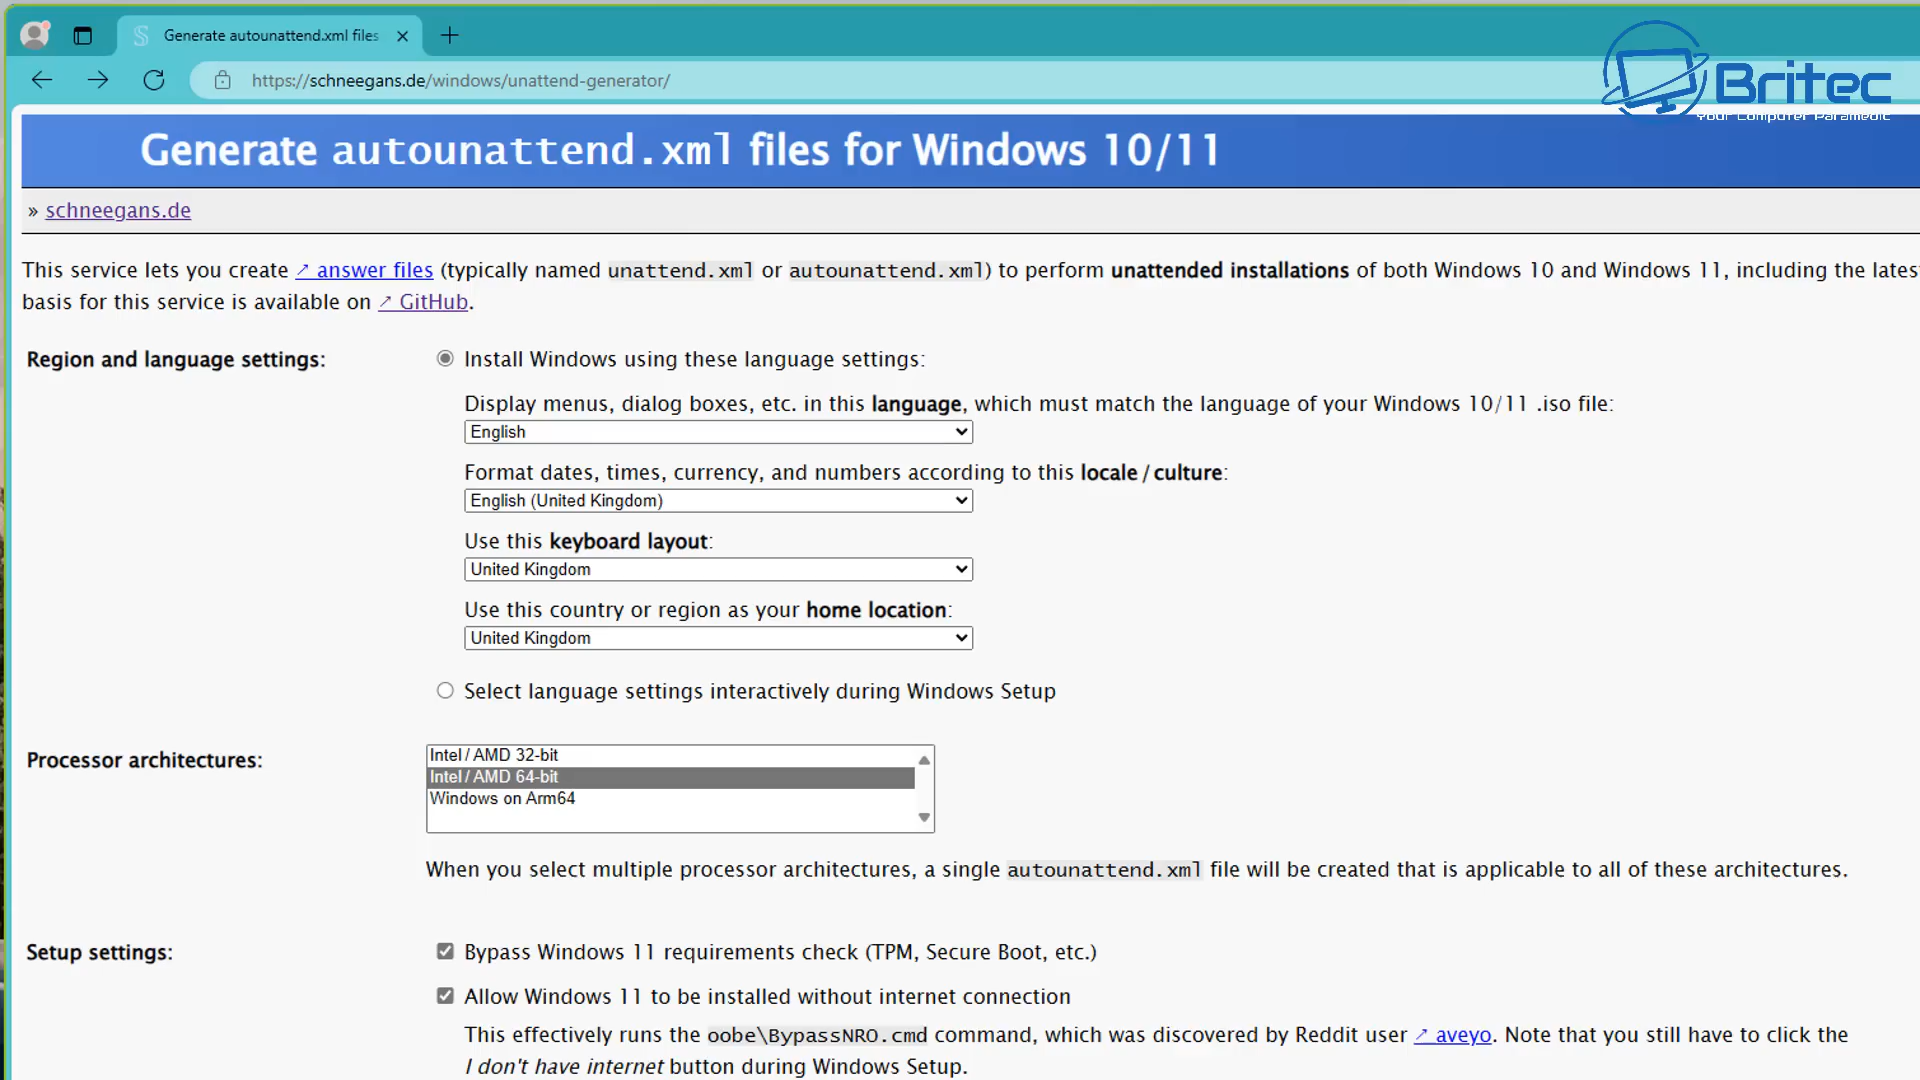 Generate autounattend.xml files
https://schneegans.de/windows/unattend-generator/
Britec
Your Computer Paramedic
Generate autounattend.xml files for Windows 10/11
» schneegans.de
This service lets you create ↗ answer files (typically named unattend.xml or autounattend.xml) to perform unattended installations of both Windows 10 and Windows 11, including the lates
basis for this service is available on ↗ GitHub.
Region and language settings:
Install Windows using these language settings:
Display menus, dialog boxes, etc. in this language, which must match the language of your Windows 10/11 .iso file:
English
Format dates, times, currency, and numbers according to this locale / culture:
English (United Kingdom)
Use this keyboard layout:
United Kingdom
Use this country or region as your home location:
United Kingdom
Select language settings interactively during Windows Setup
Processor architectures:
Intel / AMD 32-bit
Intel / AMD 64-bit
Windows on Arm64
When you select multiple processor architectures, a single autounattend.xml file will be created that is applicable to all of these architectures.
Setup settings:
Bypass Windows 11 requirements check (TPM, Secure Boot, etc.)
Allow Windows 11 to be installed without internet connection
This effectively runs the oobe\BypassNRO.cmd command, which was discovered by Reddit user ↗ aveyo. Note that you still have to click the
I don't have internet button during Windows Setup.